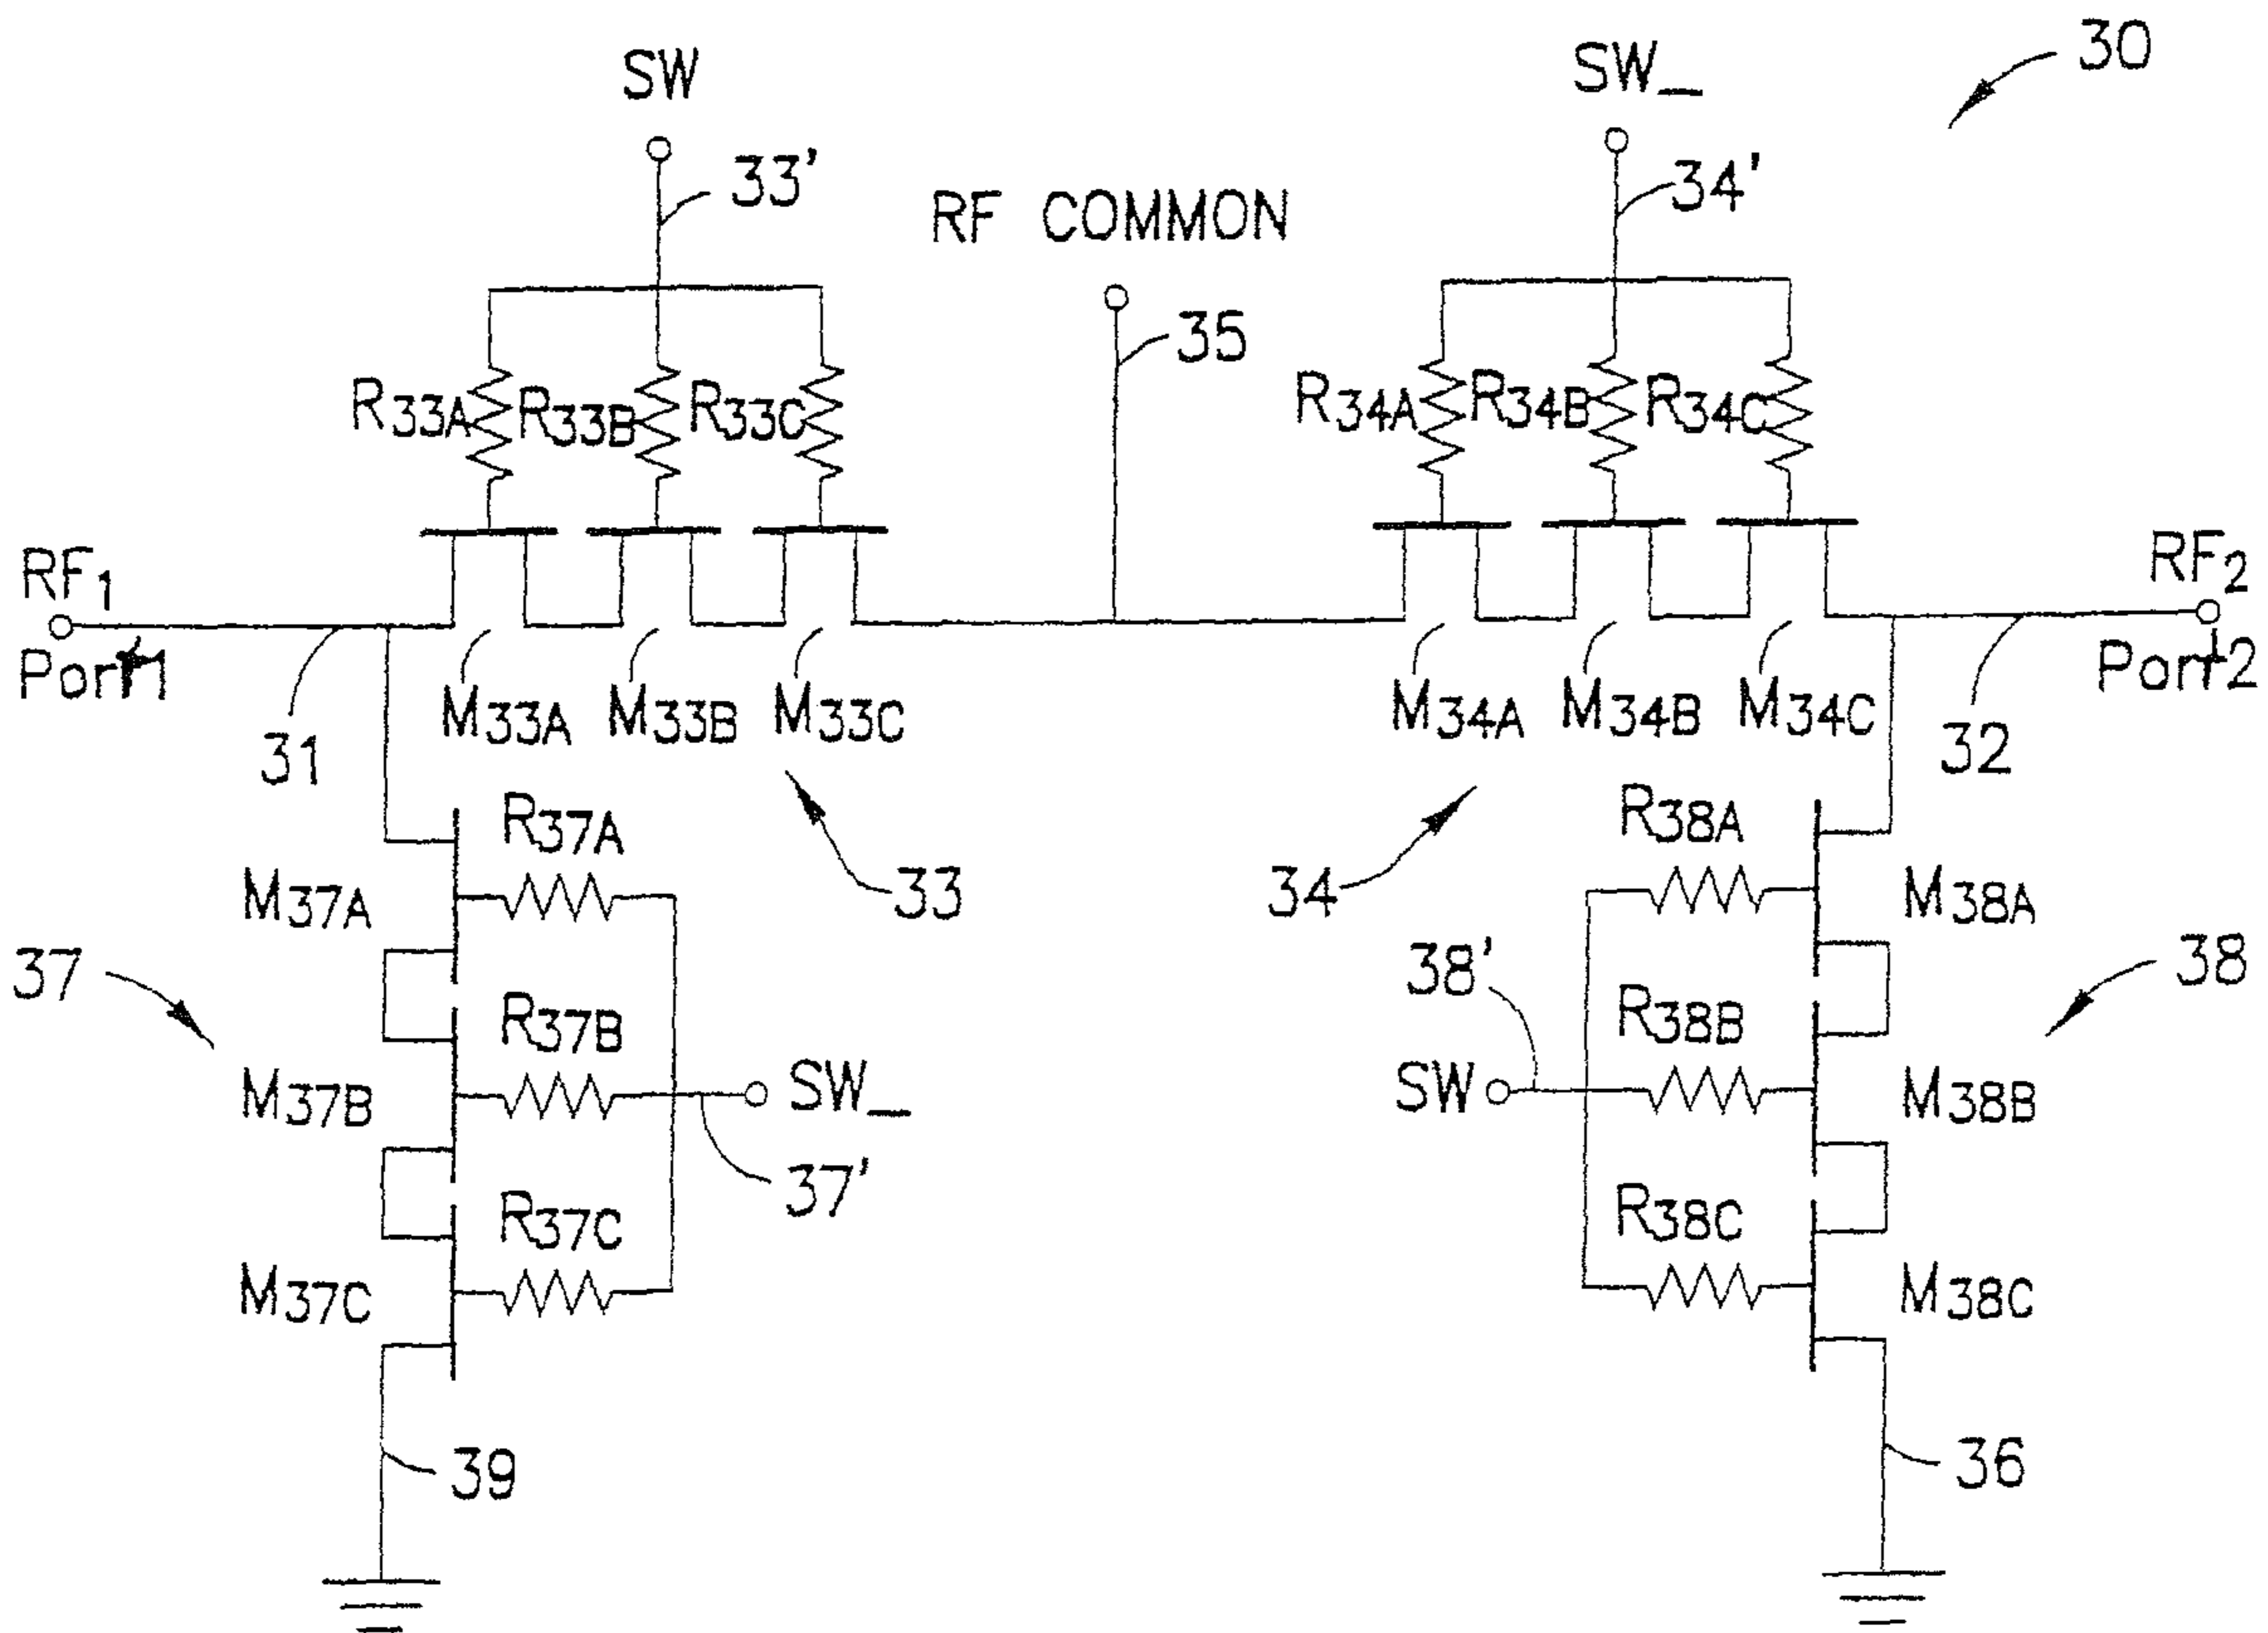 30
SW
SW_
33'
34'
RF COMMON
35
R33A
R33B
R33C
R34A
R34B
R34C
RF1
Port1
RF2
Port2
31
M33A
M33B
M33C
M34A
M34B
M34C
32
R37A
R38A
M37A
33
34
M38A
37
38'
38
R37B
R38B
M37B
SW_
SW
M38B
37'
R37C
R38C
M37C
M38C
39
36